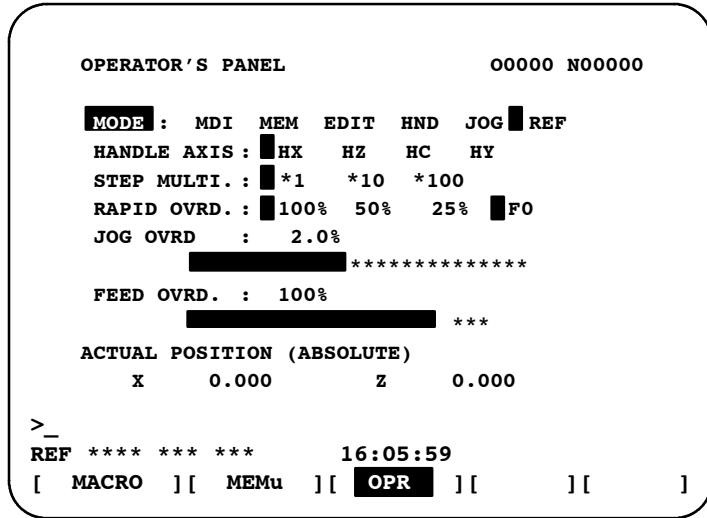 OPERATOR'S PANEL O0000 N00000
MODE : MDI MEM EDIT HND JOG ■ REF
HANDLE AXIS : ■ HX HZ HC HY
STEP MULTI. : ■ *1 *10 *100
RAPID OVRD. : ■ 100% 50% 25% ■ F0
JOG OVRD : 2.0%
**************
FEED OVRD. : 100%
***
ACTUAL POSITION (ABSOLUTE)
X 0.000 Z 0.000
>_
REF **** *** *** 16:05:59
[ MACRO ][ MEMu ][ OPR ][ ][ ]